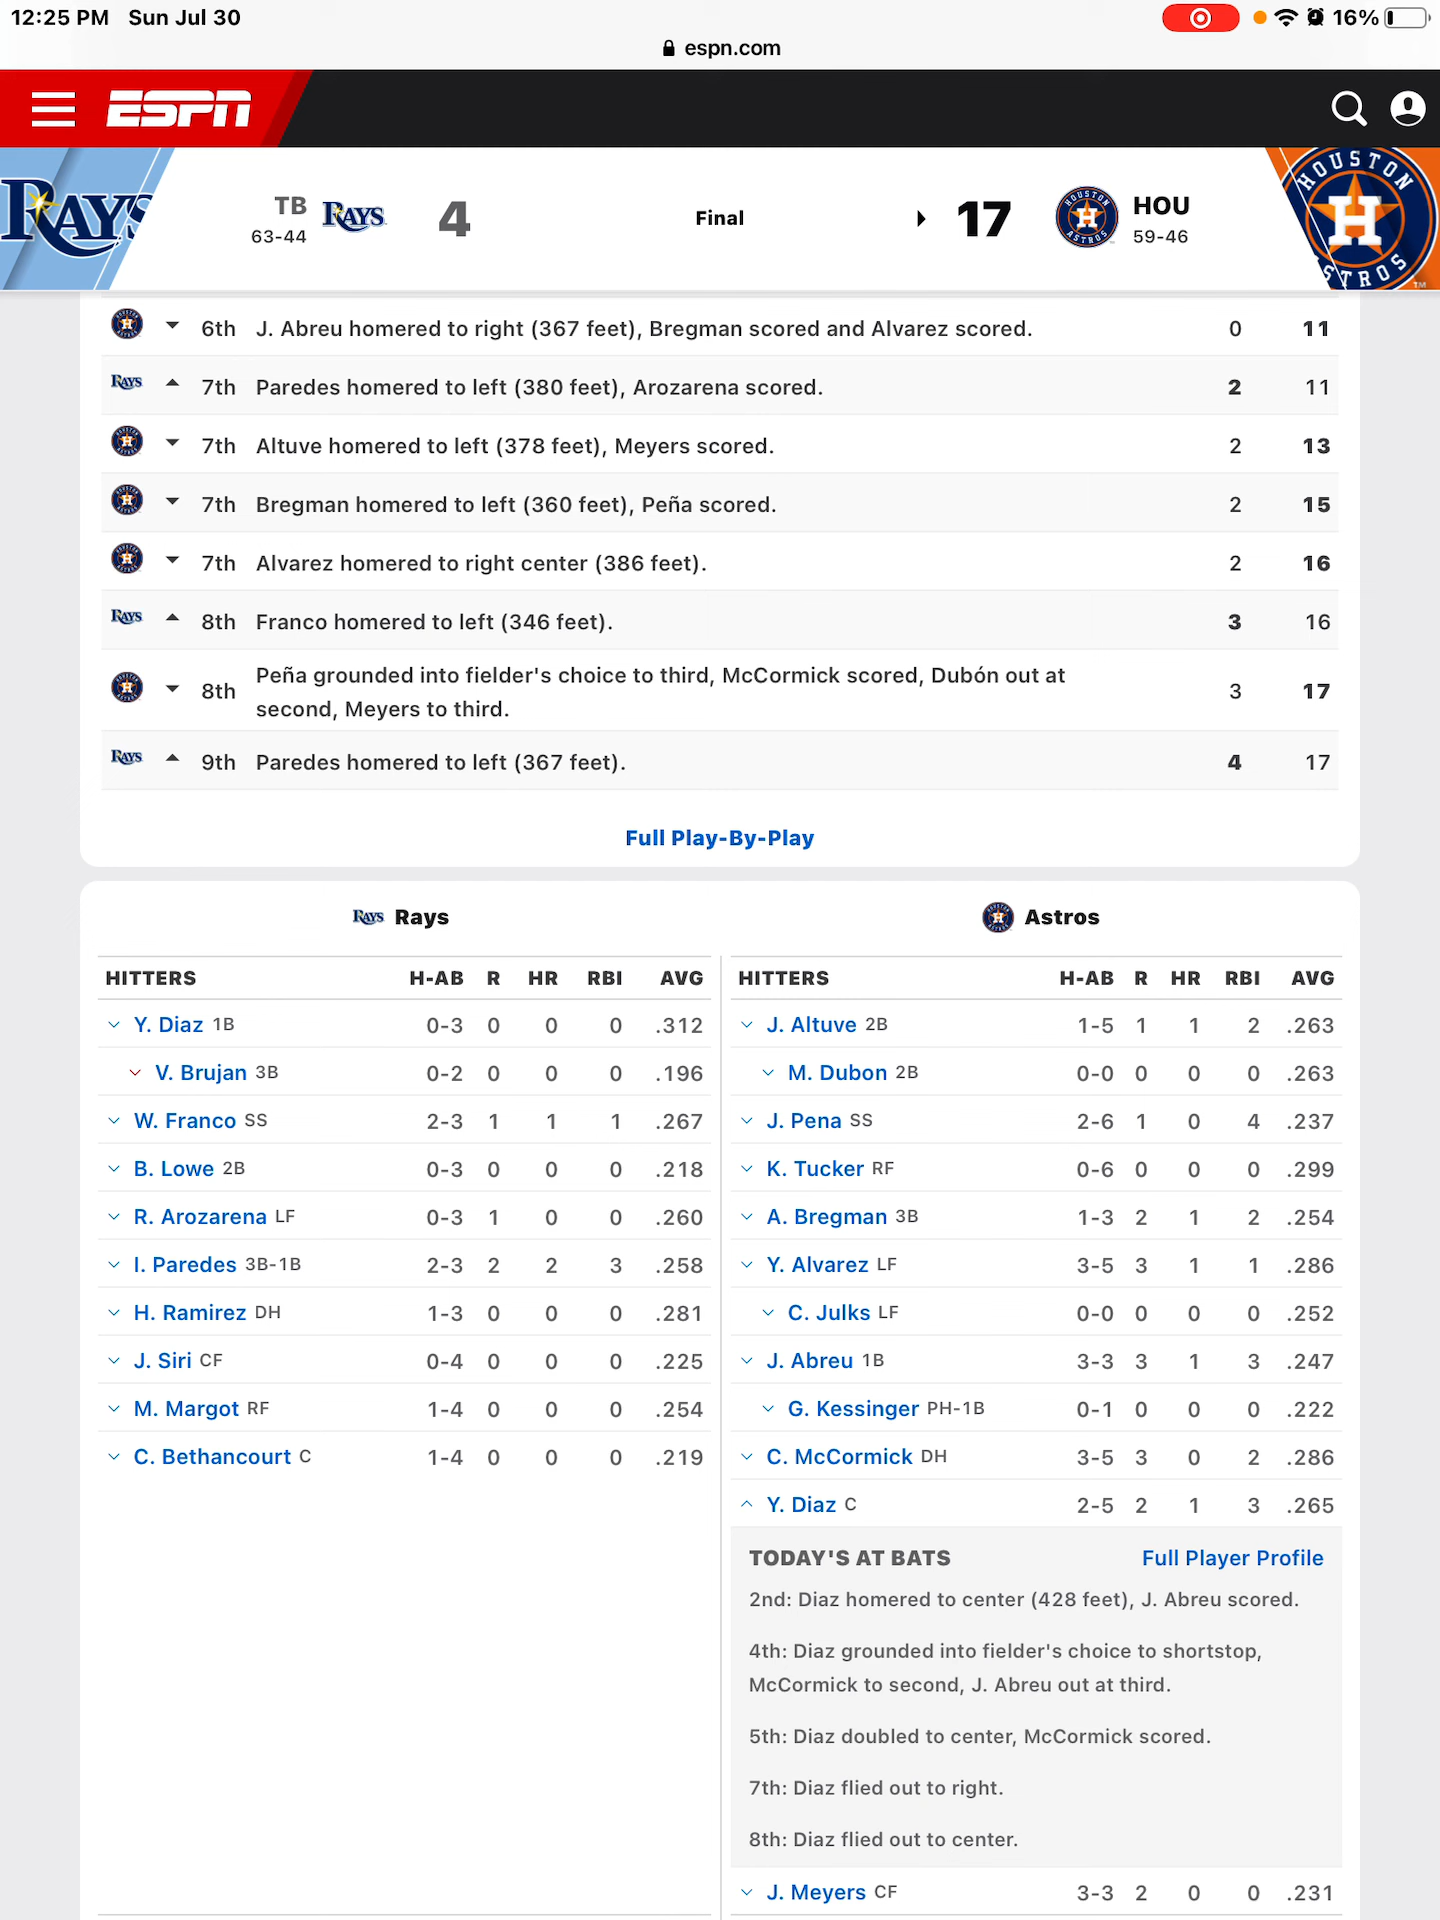 12:25 PM Sun Jul 30
16%
espn.com
ESPN
RAYS
TB
63-44
RAYS
4
Final
17
HOUSTON
H
ASTROS
HOU
59-46
HOUSTON
H
ASTROS
TM
6th J. Abreu homered to right (367 feet), Bregman scored and Alvarez scored. 0 11
RAYS 7th Paredes homered to left (380 feet), Arozarena scored. 2 11
7th Altuve homered to left (378 feet), Meyers scored. 2 13
7th Bregman homered to left (360 feet), Peña scored. 2 15
7th Alvarez homered to right center (386 feet). 2 16
RAYS 8th Franco homered to left (346 feet). 3 16
8th Peña grounded into fielder's choice to third, McCormick scored, Dubón out at
second, Meyers to third. 3 17
RAYS 9th Paredes homered to left (367 feet). 4 17
Full Play-By-Play
RAYS Rays
HITTERS H-AB R HR RBI AVG
Y. Diaz 1B 0-3 0 0 0 .312
V. Brujan 3B 0-2 0 0 0 .196
W. Franco SS 2-3 1 1 1 .267
B. Lowe 2B 0-3 0 0 0 .218
R. Arozarena LF 0-3 1 0 0 .260
I. Paredes 3B-1B 2-3 2 2 3 .258
H. Ramirez DH 1-3 0 0 0 .281
J. Siri CF 0-4 0 0 0 .225
M. Margot RF 1-4 0 0 0 .254
C. Bethancourt C 1-4 0 0 0 .219
Astros
HITTERS H-AB R HR RBI AVG
J. Altuve 2B 1-5 1 1 2 .263
M. Dubon 2B 0-0 0 0 0 .263
J. Pena SS 2-6 1 0 4 .237
K. Tucker RF 0-6 0 0 0 .299
A. Bregman 3B 1-3 2 1 2 .254
Y. Alvarez LF 3-5 3 1 1 .286
C. Julks LF 0-0 0 0 0 .252
J. Abreu 1B 3-3 3 1 3 .247
G. Kessinger PH-1B 0-1 0 0 0 .222
C. McCormick DH 3-5 3 0 2 .286
Y. Diaz C 2-5 2 1 3 .265
TODAY'S AT BATS Full Player Profile
2nd: Diaz homered to center (428 feet), J. Abreu scored.
4th: Diaz grounded into fielder's choice to shortstop,
McCormick to second, J. Abreu out at third.
5th: Diaz doubled to center, McCormick scored.
7th: Diaz flied out to right.
8th: Diaz flied out to center.
J. Meyers CF 3-3 2 0 0 .231